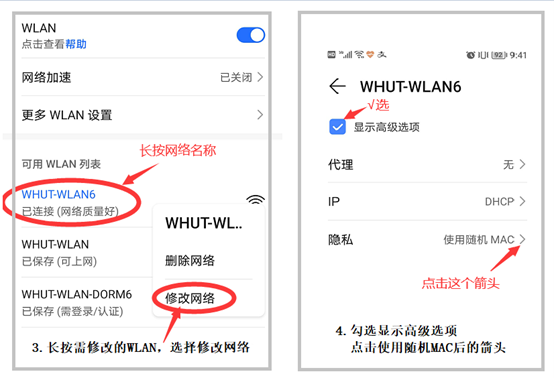 WLAN
点击查看帮助
网络加速 已关闭
更多 WLAN 设置
长按网络名称
可用 WLAN 列表
WHUT-WLAN6
已连接 (网络质量好)
WHUT-WL..
WHUT-WLAN
已保存 (可上网)
删除网络
WHUT-WLAN-DORM6
已保存 (需登录/认证)
修改网络
3.长按需修改的WLAN，选择修改网络
HD 5G 92 9:41
WHUT-WLAN6
√选
显示高级选项
代理 无
IP DHCP
隐私 使用随机 MAC
点击这个箭头
4.勾选显示高级选项
点击使用随机MAC后的箭头